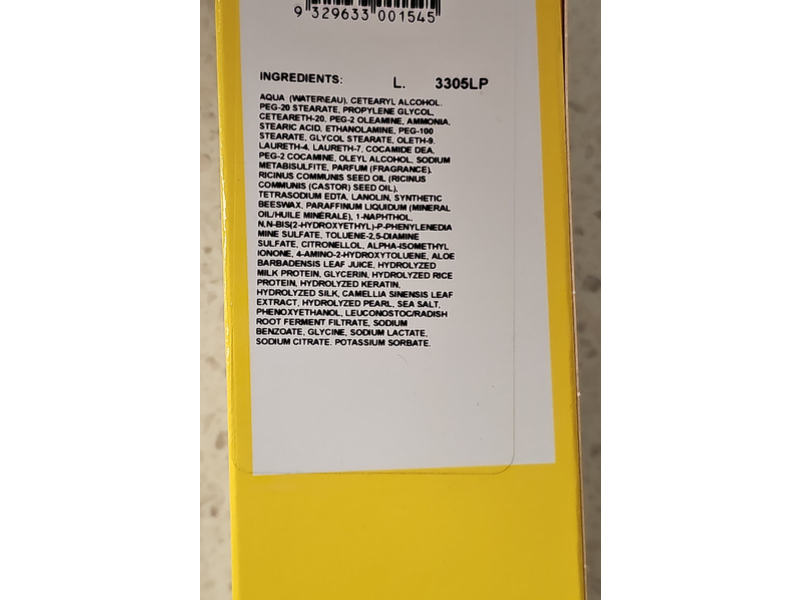 9 329633 001545
INGREDIENTS: L. 3305LP
AQUA (WATER\EAU), CETEARYL ALCOHOL,
PEG-20 STEARATE, PROPYLENE GLYCOL,
CETEARETH-20, PEG-2 OLEAMINE, AMMONIA,
STEARIC ACID, ETHANOLAMINE, PEG-100
STEARATE, GLYCOL STEARATE, OLETH-9,
LAURETH-4, LAURETH-7, COCAMIDE DEA,
PEG-2 COCAMINE, OLEYL ALCOHOL, SODIUM
METABISULFITE, PARFUM (FRAGRANCE),
RICINUS COMMUNIS SEED OIL (RICINUS
COMMUNIS (CASTOR) SEED OIL),
TETRASODIUM EDTA, LANOLIN, SYNTHETIC
BEESWAX, PARAFFINUM LIQUIDUM (MINERAL
OIL/HUILE MINÉRALE), 1-NAPHTHOL,
N,N-BIS(2-HYDROXYETHYL)-P-PHENYLENEDIA
MINE SULFATE, TOLUENE-2,5-DIAMINE
SULFATE, CITRONELLOL, ALPHA-ISOMETHYL
IONONE, 4-AMINO-2-HYDROXYTOLUENE, ALOE
BARBADENSIS LEAF JUICE, HYDROLYZED
MILK PROTEIN, GLYCERIN, HYDROLYZED RICE
PROTEIN, HYDROLYZED KERATIN,
HYDROLYZED SILK, CAMELLIA SINENSIS LEAF
EXTRACT, HYDROLYZED PEARL, SEA SALT,
PHENOXYETHANOL, LEUCONOSTOC/RADISH
ROOT FERMENT FILTRATE, SODIUM
BENZOATE, GLYCINE, SODIUM LACTATE,
SODIUM CITRATE. POTASSIUM SORBATE.